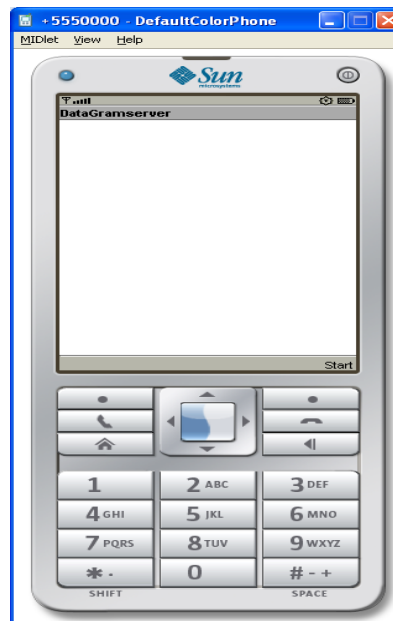 +5550000 - DefaultColorPhone
MIDlet View Help
Sun
microsystems
DataGramserver
Start
1 2 ABC 3 DEF
4 GHI 5 JKL 6 MNO
7 PQRS 8 TUV 9 WXYZ
* . 0 # - +
SHIFT SPACE